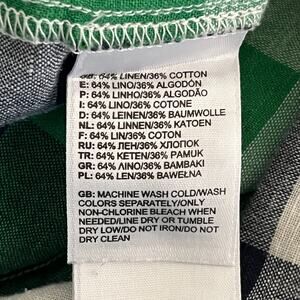 GB: 64% LINEN/36% COTTON
E: 64% LINO/36% ALGODÓN
P: 64% LINHO/36% ALGODÃO
I: 64% LINO/36% COTONE
D: 64% LEINEN/36% BAUMWOLLE
NL: 64% LINNEN/36% KATOEN
F: 64% LIN/36% COTON
RU: 64% ЛЕН/36% ХЛОПОК
TR: 64% KETEN/36% PAMUK
GR: 64% ΛΙΝΟ/36% ΒΑΜΒΑΚΙ
PL: 64% LEN/36% BAWEŁNA
GB: MACHINE WASH COLD/WASH
COLORS SEPARATELY/ONLY
NON-CHLORINE BLEACH WHEN
NEEDED/LINE DRY OR TUMBLE
DRY LOW/DO NOT IRON/DO NOT
DRY CLEAN